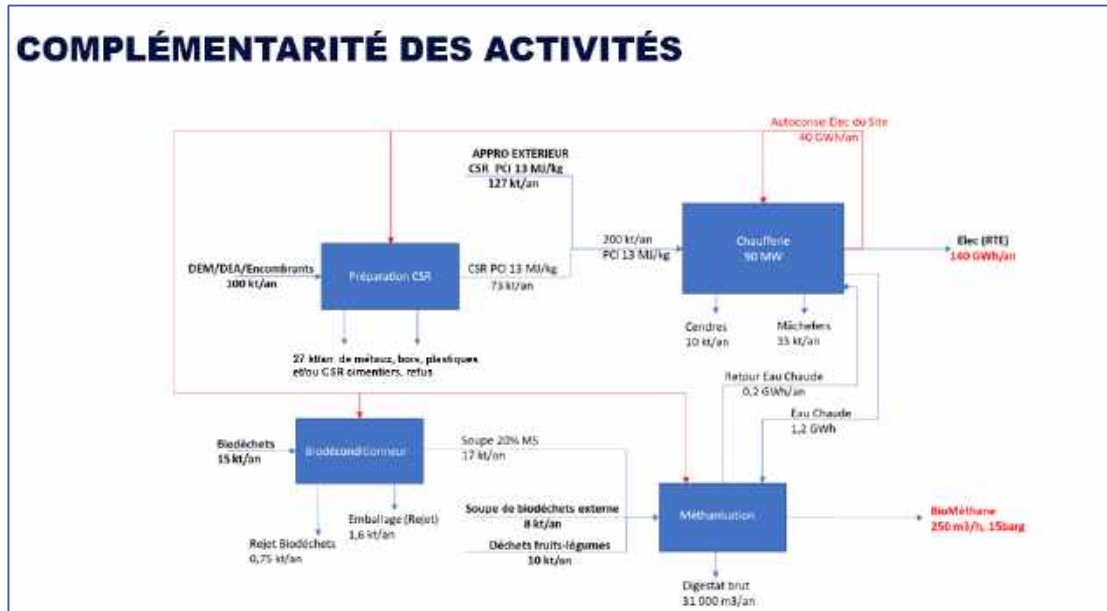 COMPLÉMENTARITÉ DES ACTIVITÉS
Autoconso Elec du Site
40 GWh/an
APPRO EXTERIEUR
CSR PCI 13 MJ/kg
127 kt/an
200 kt/an
PCI 13 MJ/kg
Chaufferie
90 MW
Elec (RTE)
140 GWh/an
DEM/DEA/Encombrants
100 kt/an
Préparation CSR
CSR PCI 13 MJ/kg
73 kt/an
Cendres
10 kt/an
Mâchefers
33 kt/an
27 kt/an de métaux, bois, plastiques
et/ou CSR cimentiers, refus
Retour Eau Chaude
0,2 GWh/an
Eau Chaude
1,2 GWh
Biodéchets
15 kt/an
Biodéconditionneur
Soupe 20% MS
17 kt/an
Emballage (Rejet)
1,6 kt/an
Rejet Biodéchets
0,75 kt/an
Soupe de biodéchets externe
8 kt/an
Déchets fruits-légumes
10 kt/an
Méthanisation
BioMéthane
250 m3/h, 15barg
Digestat brut
31 000 m3/an